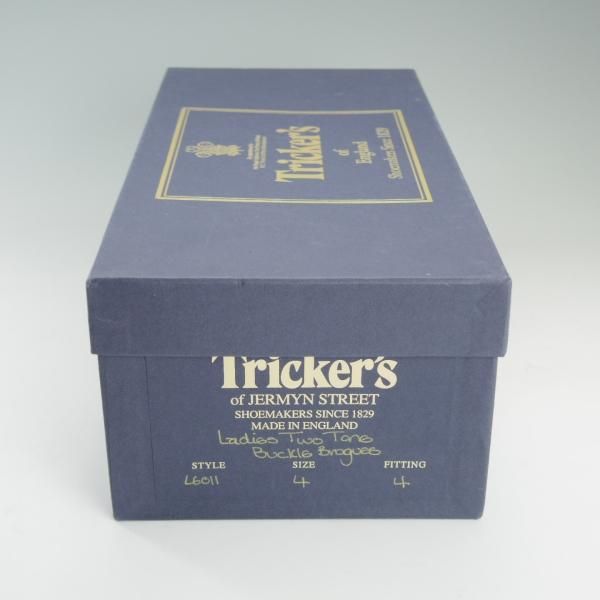 Tricker's
of
England
Shoemakers Since 1829
Tricker's
of JERMYN STREET
SHOEMAKERS SINCE 1829
MADE IN ENGLAND
Ladies Two Tone
Buckle Brogues
STYLE SIZE FITTING
L6011 4 4